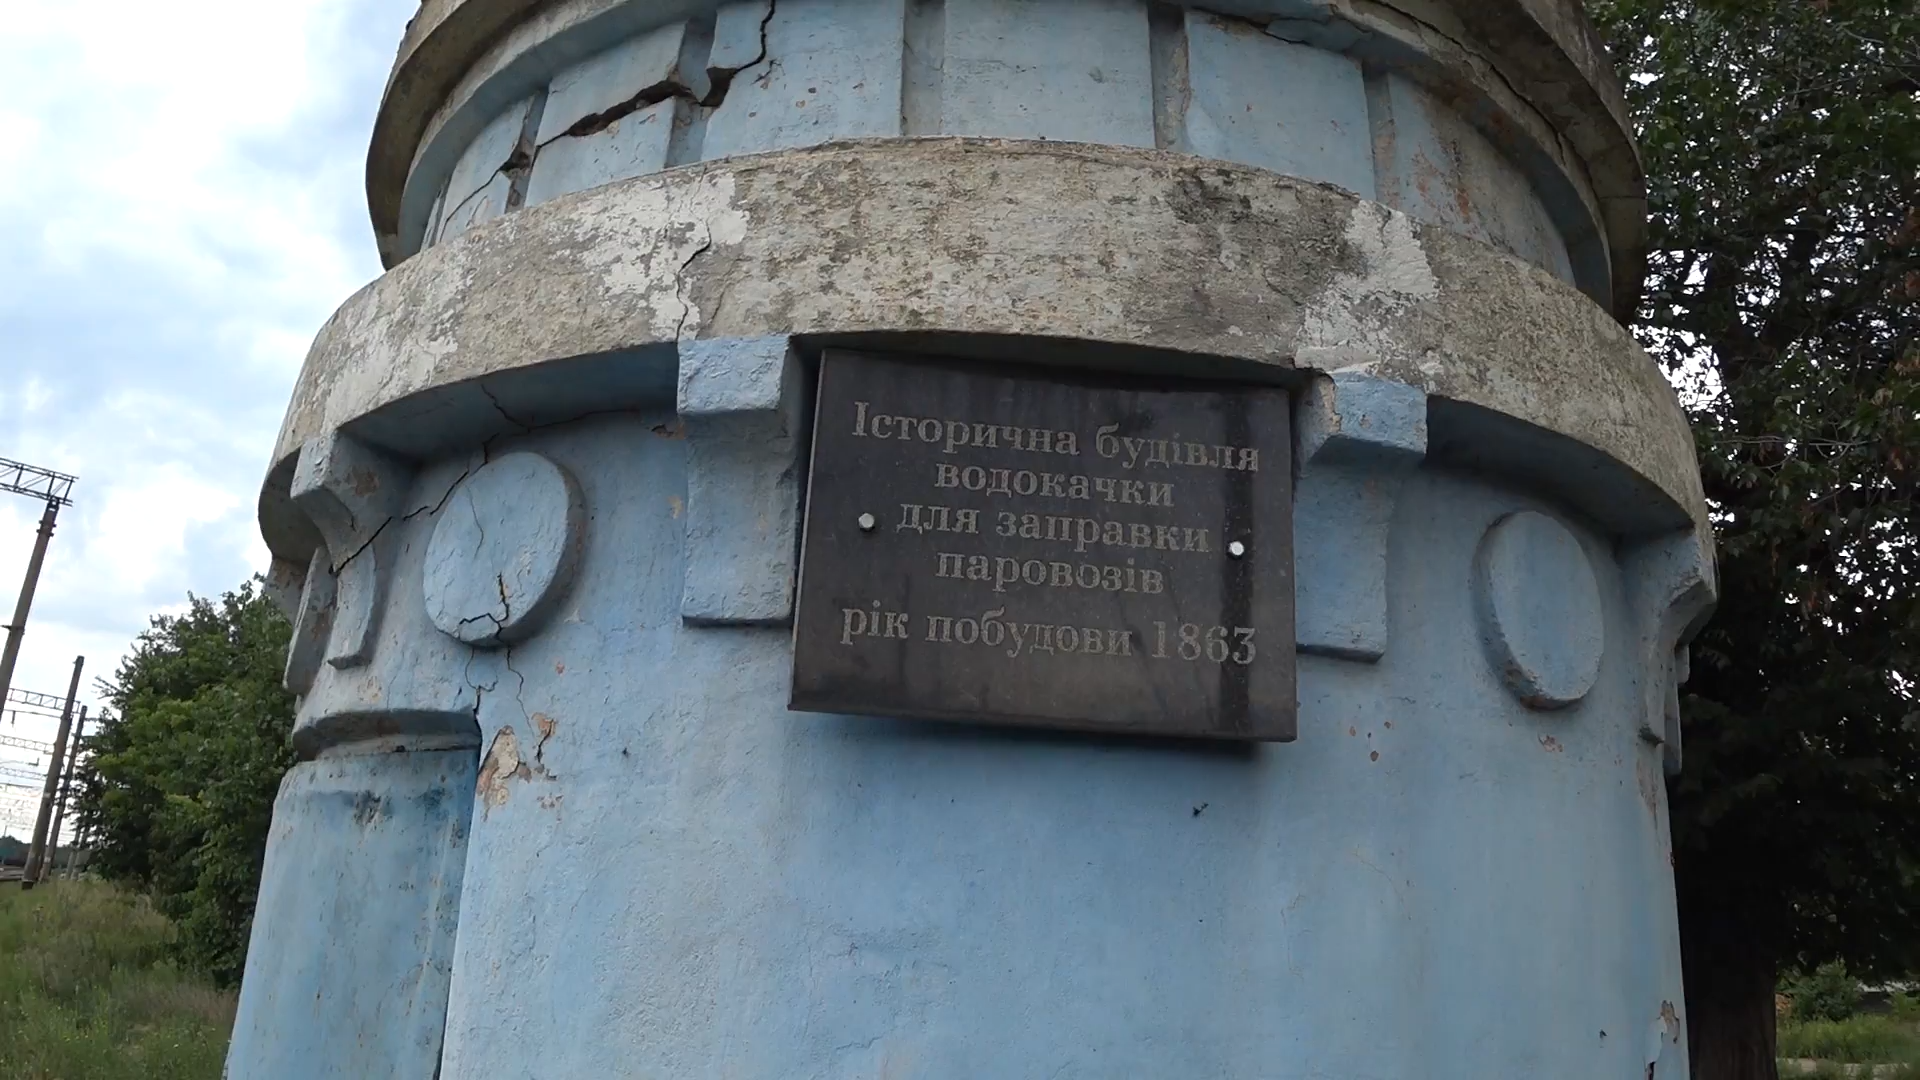 Історична будівля
водокачки
для заправки
паровозів
рік побудови 1863